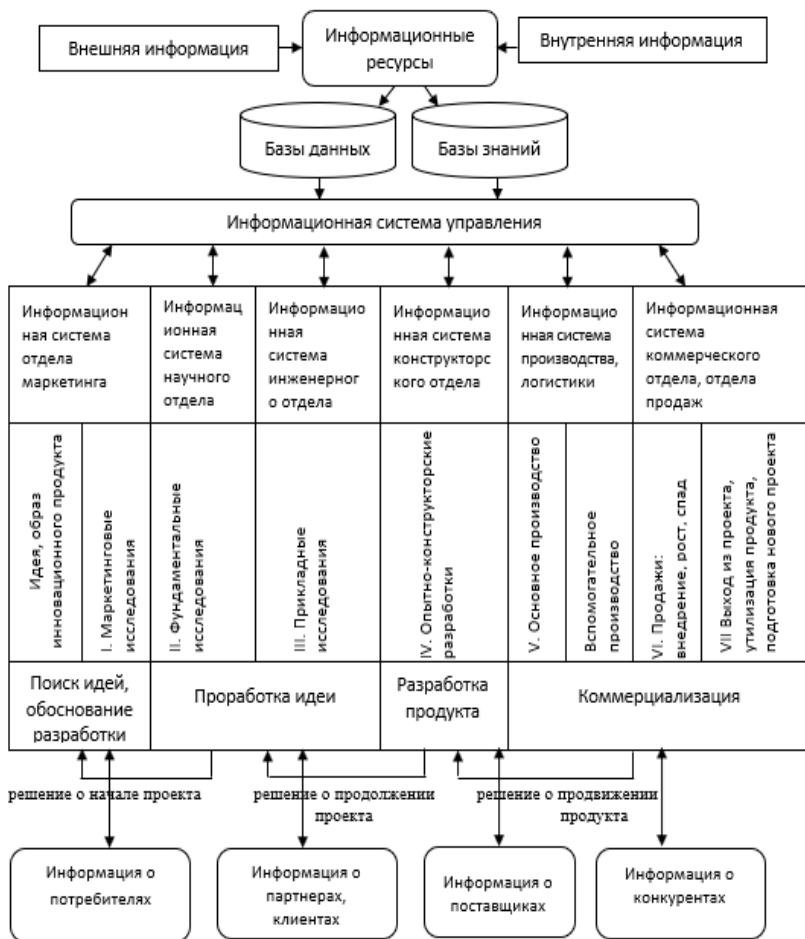 Внешняя информация
Информационные
ресурсы
Внутренняя информация
Базы данных
Базы знаний
Информационная система управления
Информацион
ная система
отдела
маркетинга
Информац
ионная
система
научного
отдела
Информацио
нная
система
инженерног
о отдела
Информацио
нная система
конструкторс
кого отдела
Информацио
нная система
производства,
логистики
Информационная
система
коммерческого
отдела, отдела
продаж
Идея, образ
инновационного продукта
I. Маркетинговые
исследования
II. Фундаментальные
исследования
III. Прикладные
исследования
IV. Опытно-конструкторские
разработки
V. Основное производство
Вспомогательное
производство
VI. Продажи:
внедрение, рост, спад
VII Выход из проекта,
утилизация продукта,
подготовка нового проекта
Поиск идей,
обоснование
разработки
Проработка идеи
Разработка
продукта
Коммерциализация
решение о начале проекта
решение о продолжении
проекта
решение о продвижении
продукта
Информация о
потребителях
Информация о
партнерах,
клиентах
Информация о
поставщиках
Информация о
конкурентах